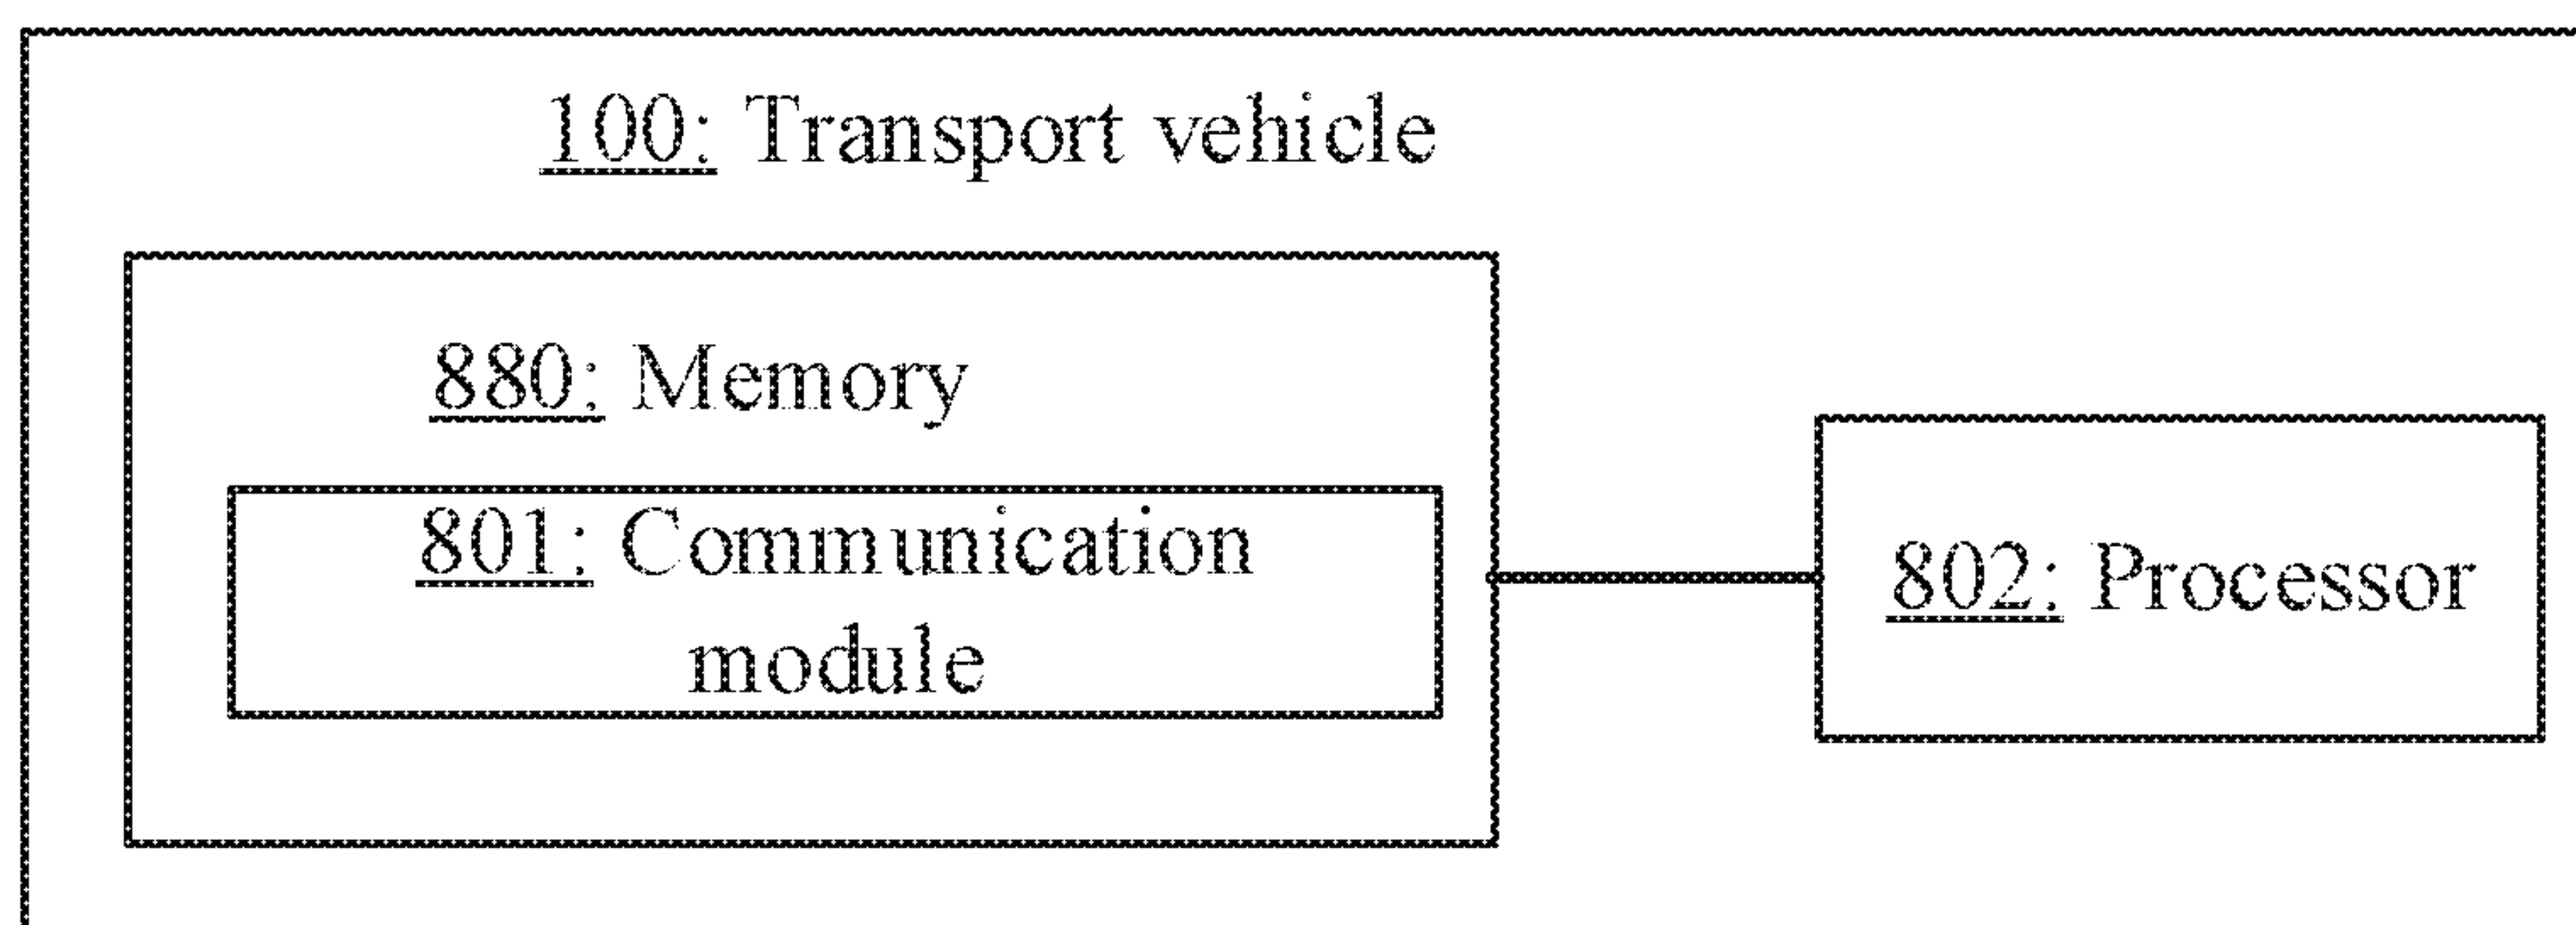 100: Transport vehicle
880: Memory
801: Communication
module
802: Processor